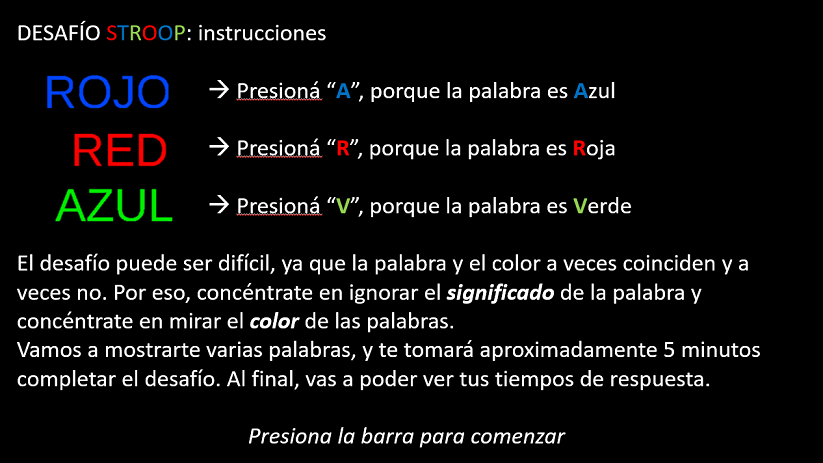 DESAFÍO STROOP: instrucciones
ROJO → Presioná “A”, porque la palabra es Azul
RED → Presioná “R”, porque la palabra es Roja
AZUL → Presioná “V”, porque la palabra es Verde
El desafío puede ser difícil, ya que la palabra y el color a veces coinciden y a
veces no. Por eso, concéntrate en ignorar el significado de la palabra y
concéntrate en mirar el color de las palabras.
Vamos a mostrarte varias palabras, y te tomará aproximadamente 5 minutos
completar el desafío. Al final, vas a poder ver tus tiempos de respuesta.
Presiona la barra para comenzar